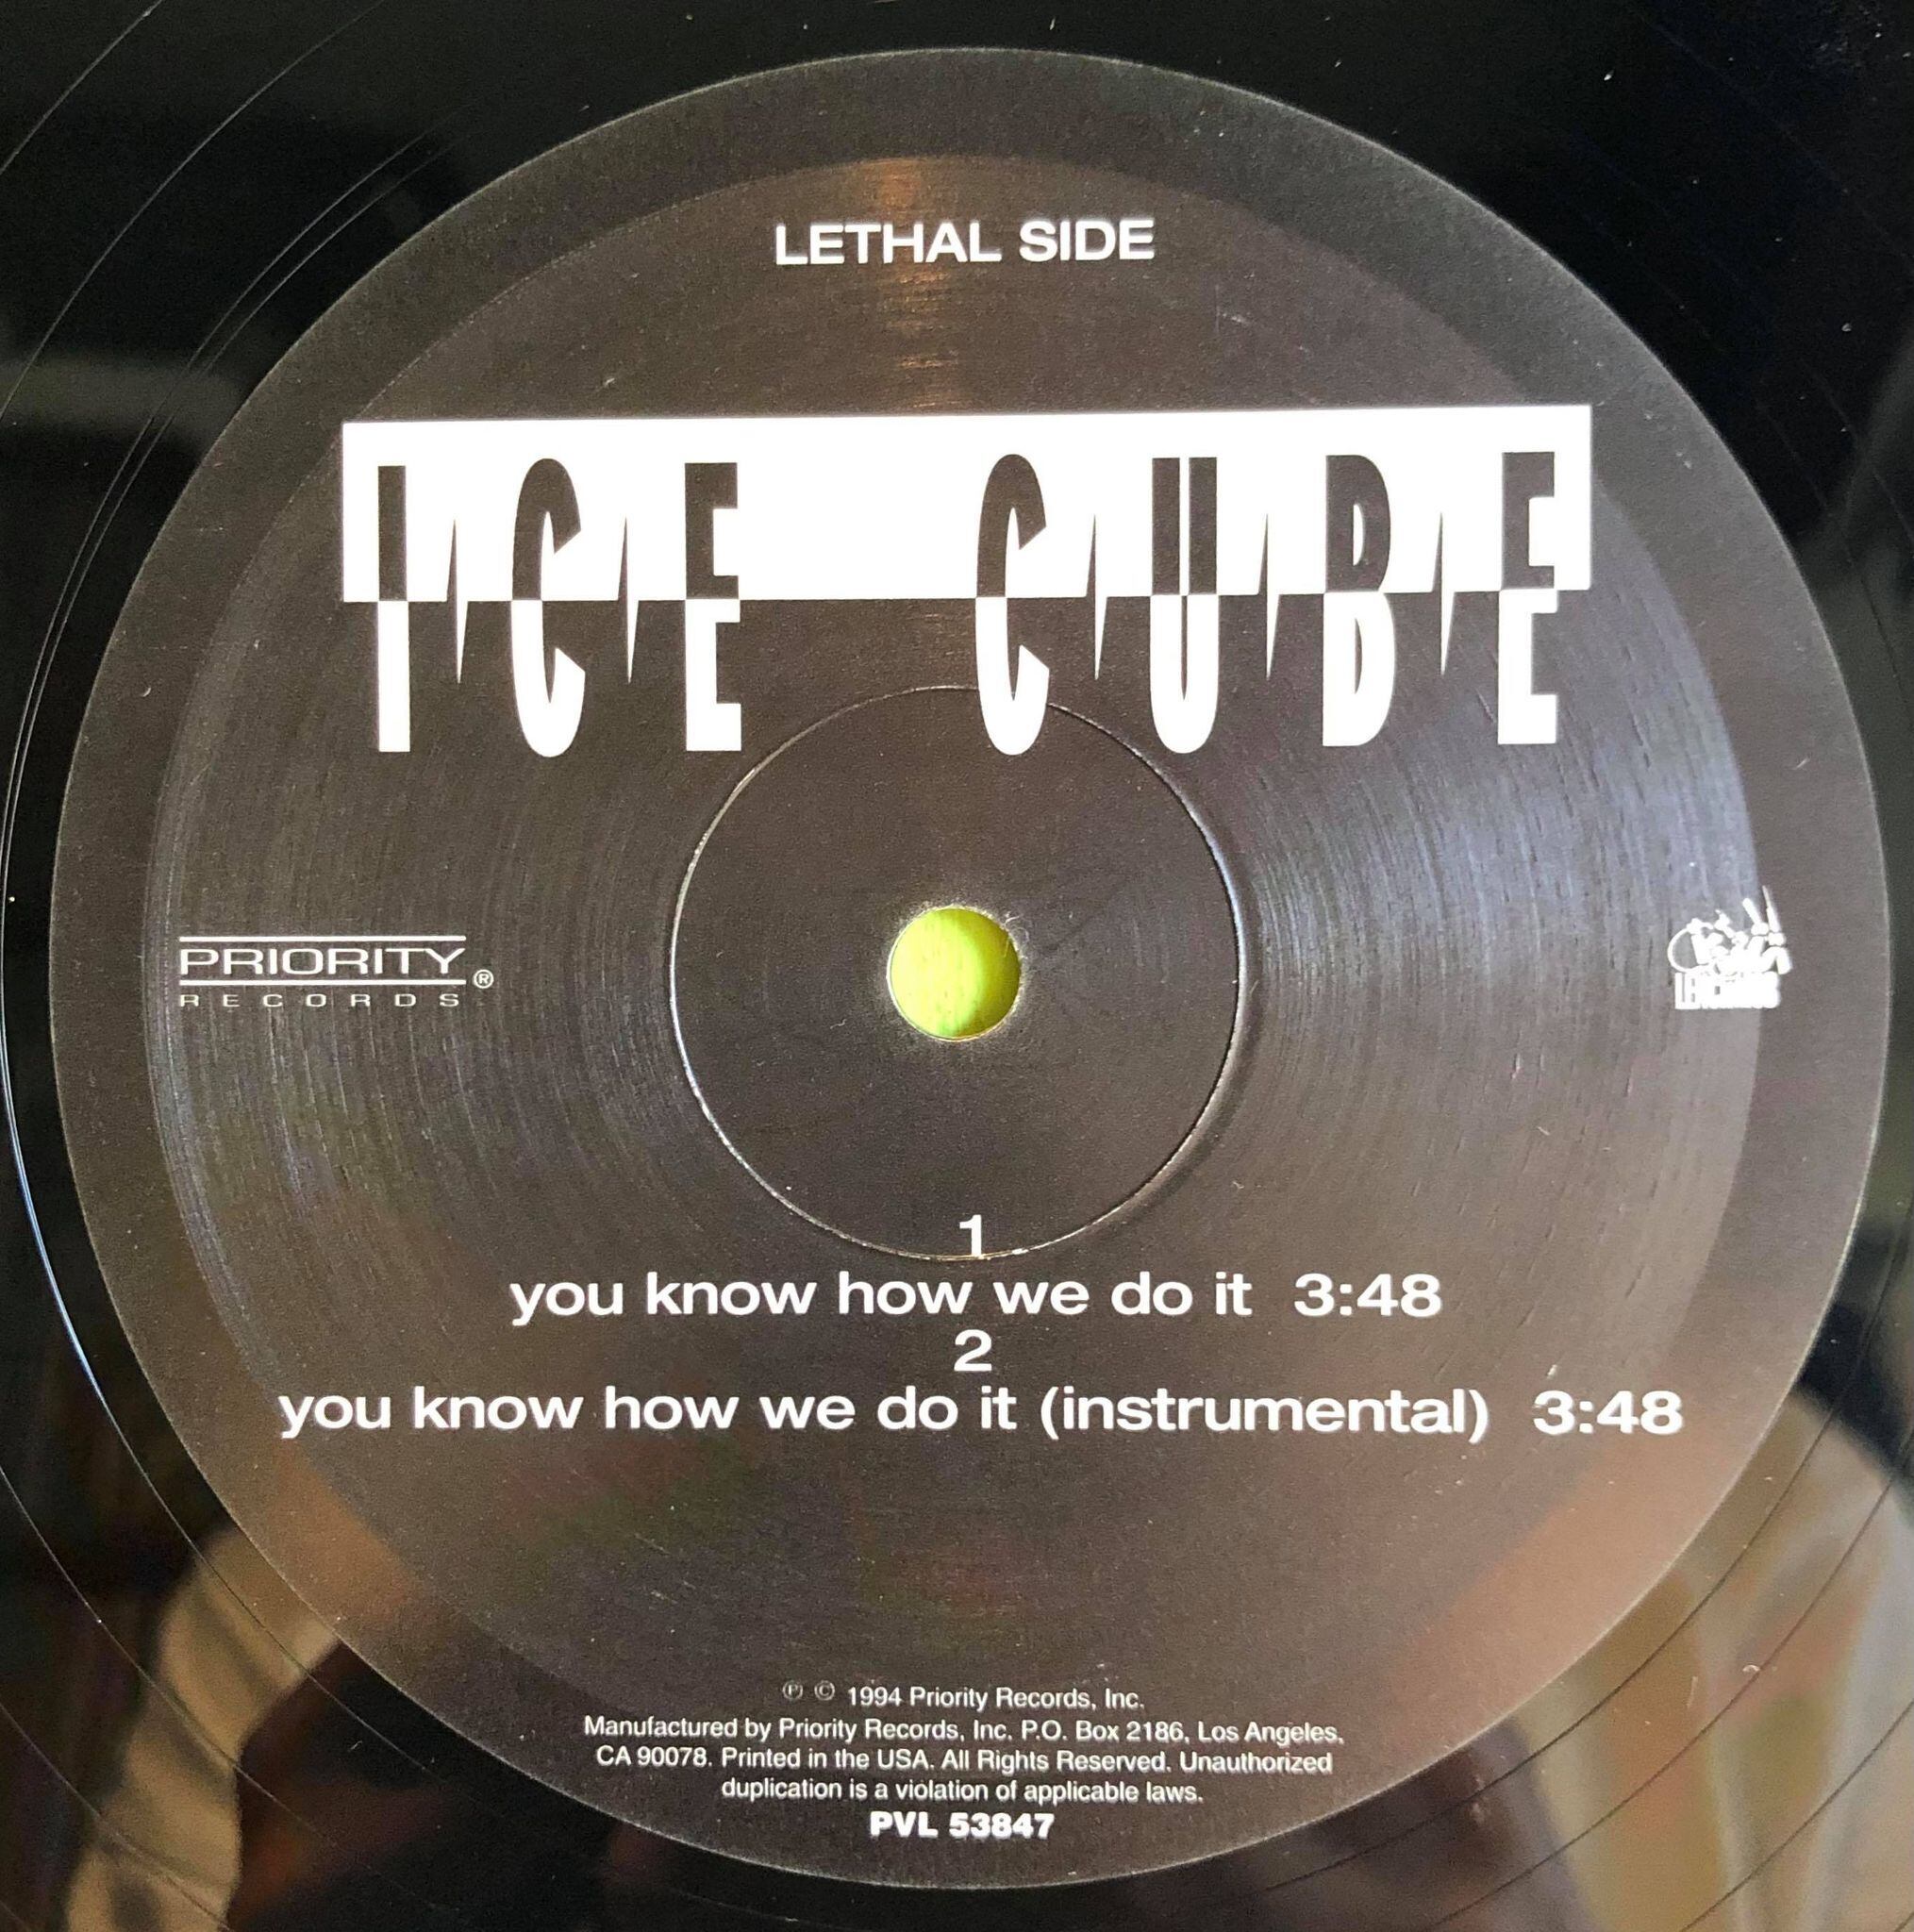 LETHAL SIDE
ICE CUBE
PRIORITY®
RECORDS
1
you know how we do it 3:48
2
you know how we do it (instrumental) 3:48
℗ © 1994 Priority Records, Inc.
Manufactured by Priority Records, Inc. P.O. Box 2186, Los Angeles,
CA 90078. Printed in the USA. All Rights Reserved. Unauthorized
duplication is a violation of applicable laws.
PVL 53847